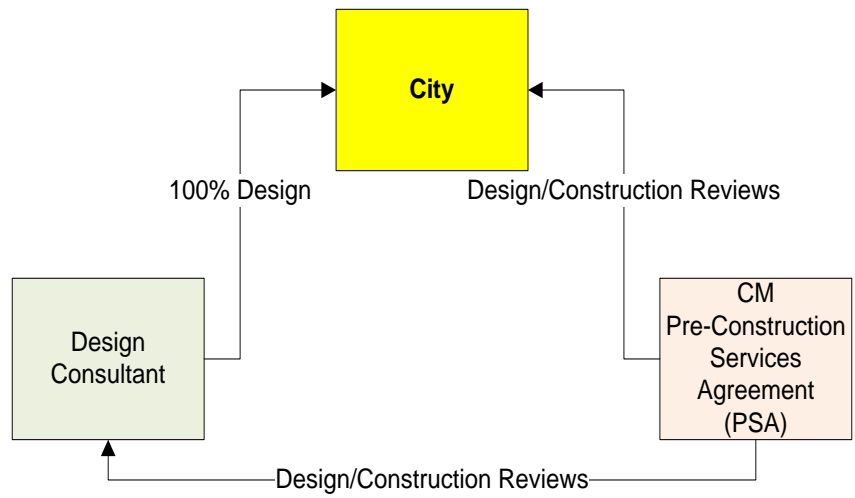 City
100% Design
Design/Construction Reviews
Design
Consultant
CM
Pre-Construction
Services
Agreement
(PSA)
Design/Construction Reviews